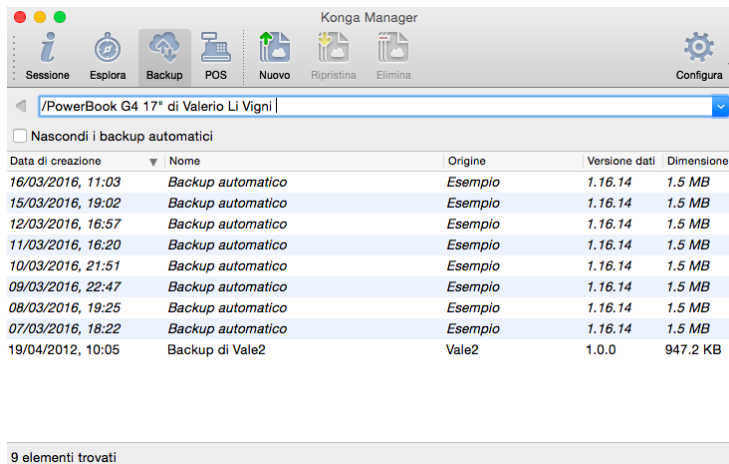 Konga Manager
Sessione Esplora Backup POS Nuovo Ripristina Elimina Configura
/PowerBook G4 17" di Valerio Li Vigni
Nascondi i backup automatici
Data di creazione Nome Origine Versione dati Dimensione
16/03/2016, 11:03 Backup automatico Esempio 1.16.14 1.5 MB
15/03/2016, 19:02 Backup automatico Esempio 1.16.14 1.5 MB
12/03/2016, 16:57 Backup automatico Esempio 1.16.14 1.5 MB
11/03/2016, 16:20 Backup automatico Esempio 1.16.14 1.5 MB
10/03/2016, 21:51 Backup automatico Esempio 1.16.14 1.5 MB
09/03/2016, 22:47 Backup automatico Esempio 1.16.14 1.5 MB
08/03/2016, 19:25 Backup automatico Esempio 1.16.14 1.5 MB
07/03/2016, 18:22 Backup automatico Esempio 1.16.14 1.5 MB
19/04/2012, 10:05 Backup di Vale2 Vale2 1.0.0 947.2 KB
9 elementi trovati